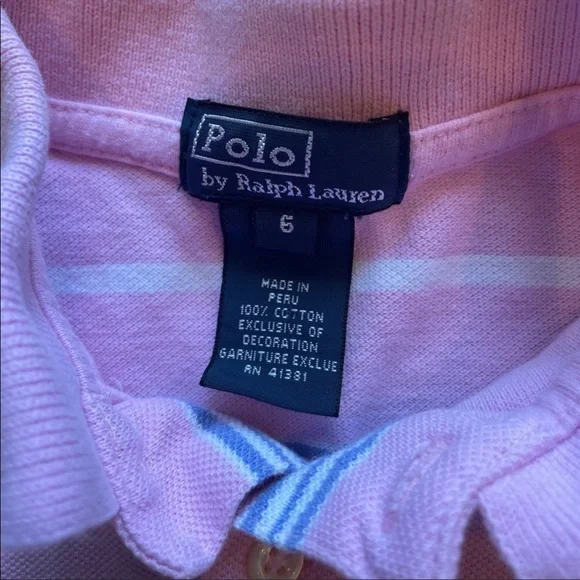 Polo
by Ralph Lauren
6
MADE IN
PERU
100% COTTON
EXCLUSIVE OF
DECORATION
GARNITURE EXCLUE
RN 41381